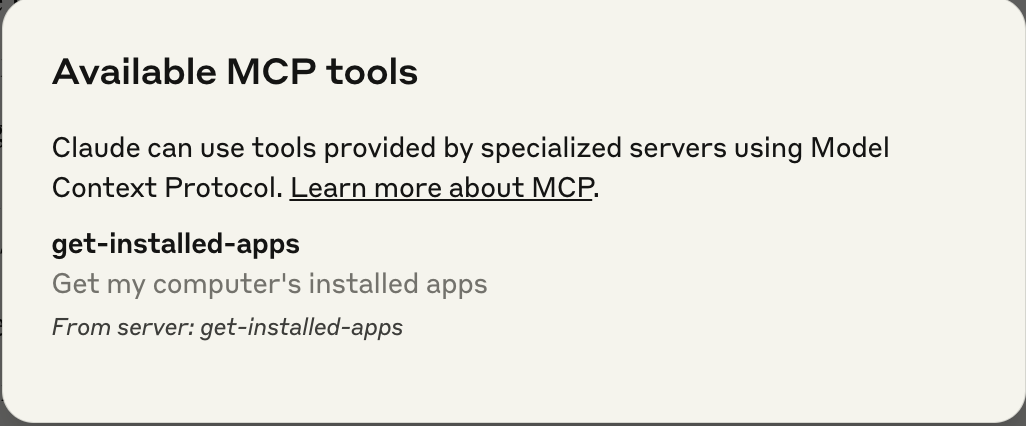 Available MCP tools
Claude can use tools provided by specialized servers using Model
Context Protocol. Learn more about MCP.
get-installed-apps
Get my computer's installed apps
From server: get-installed-apps